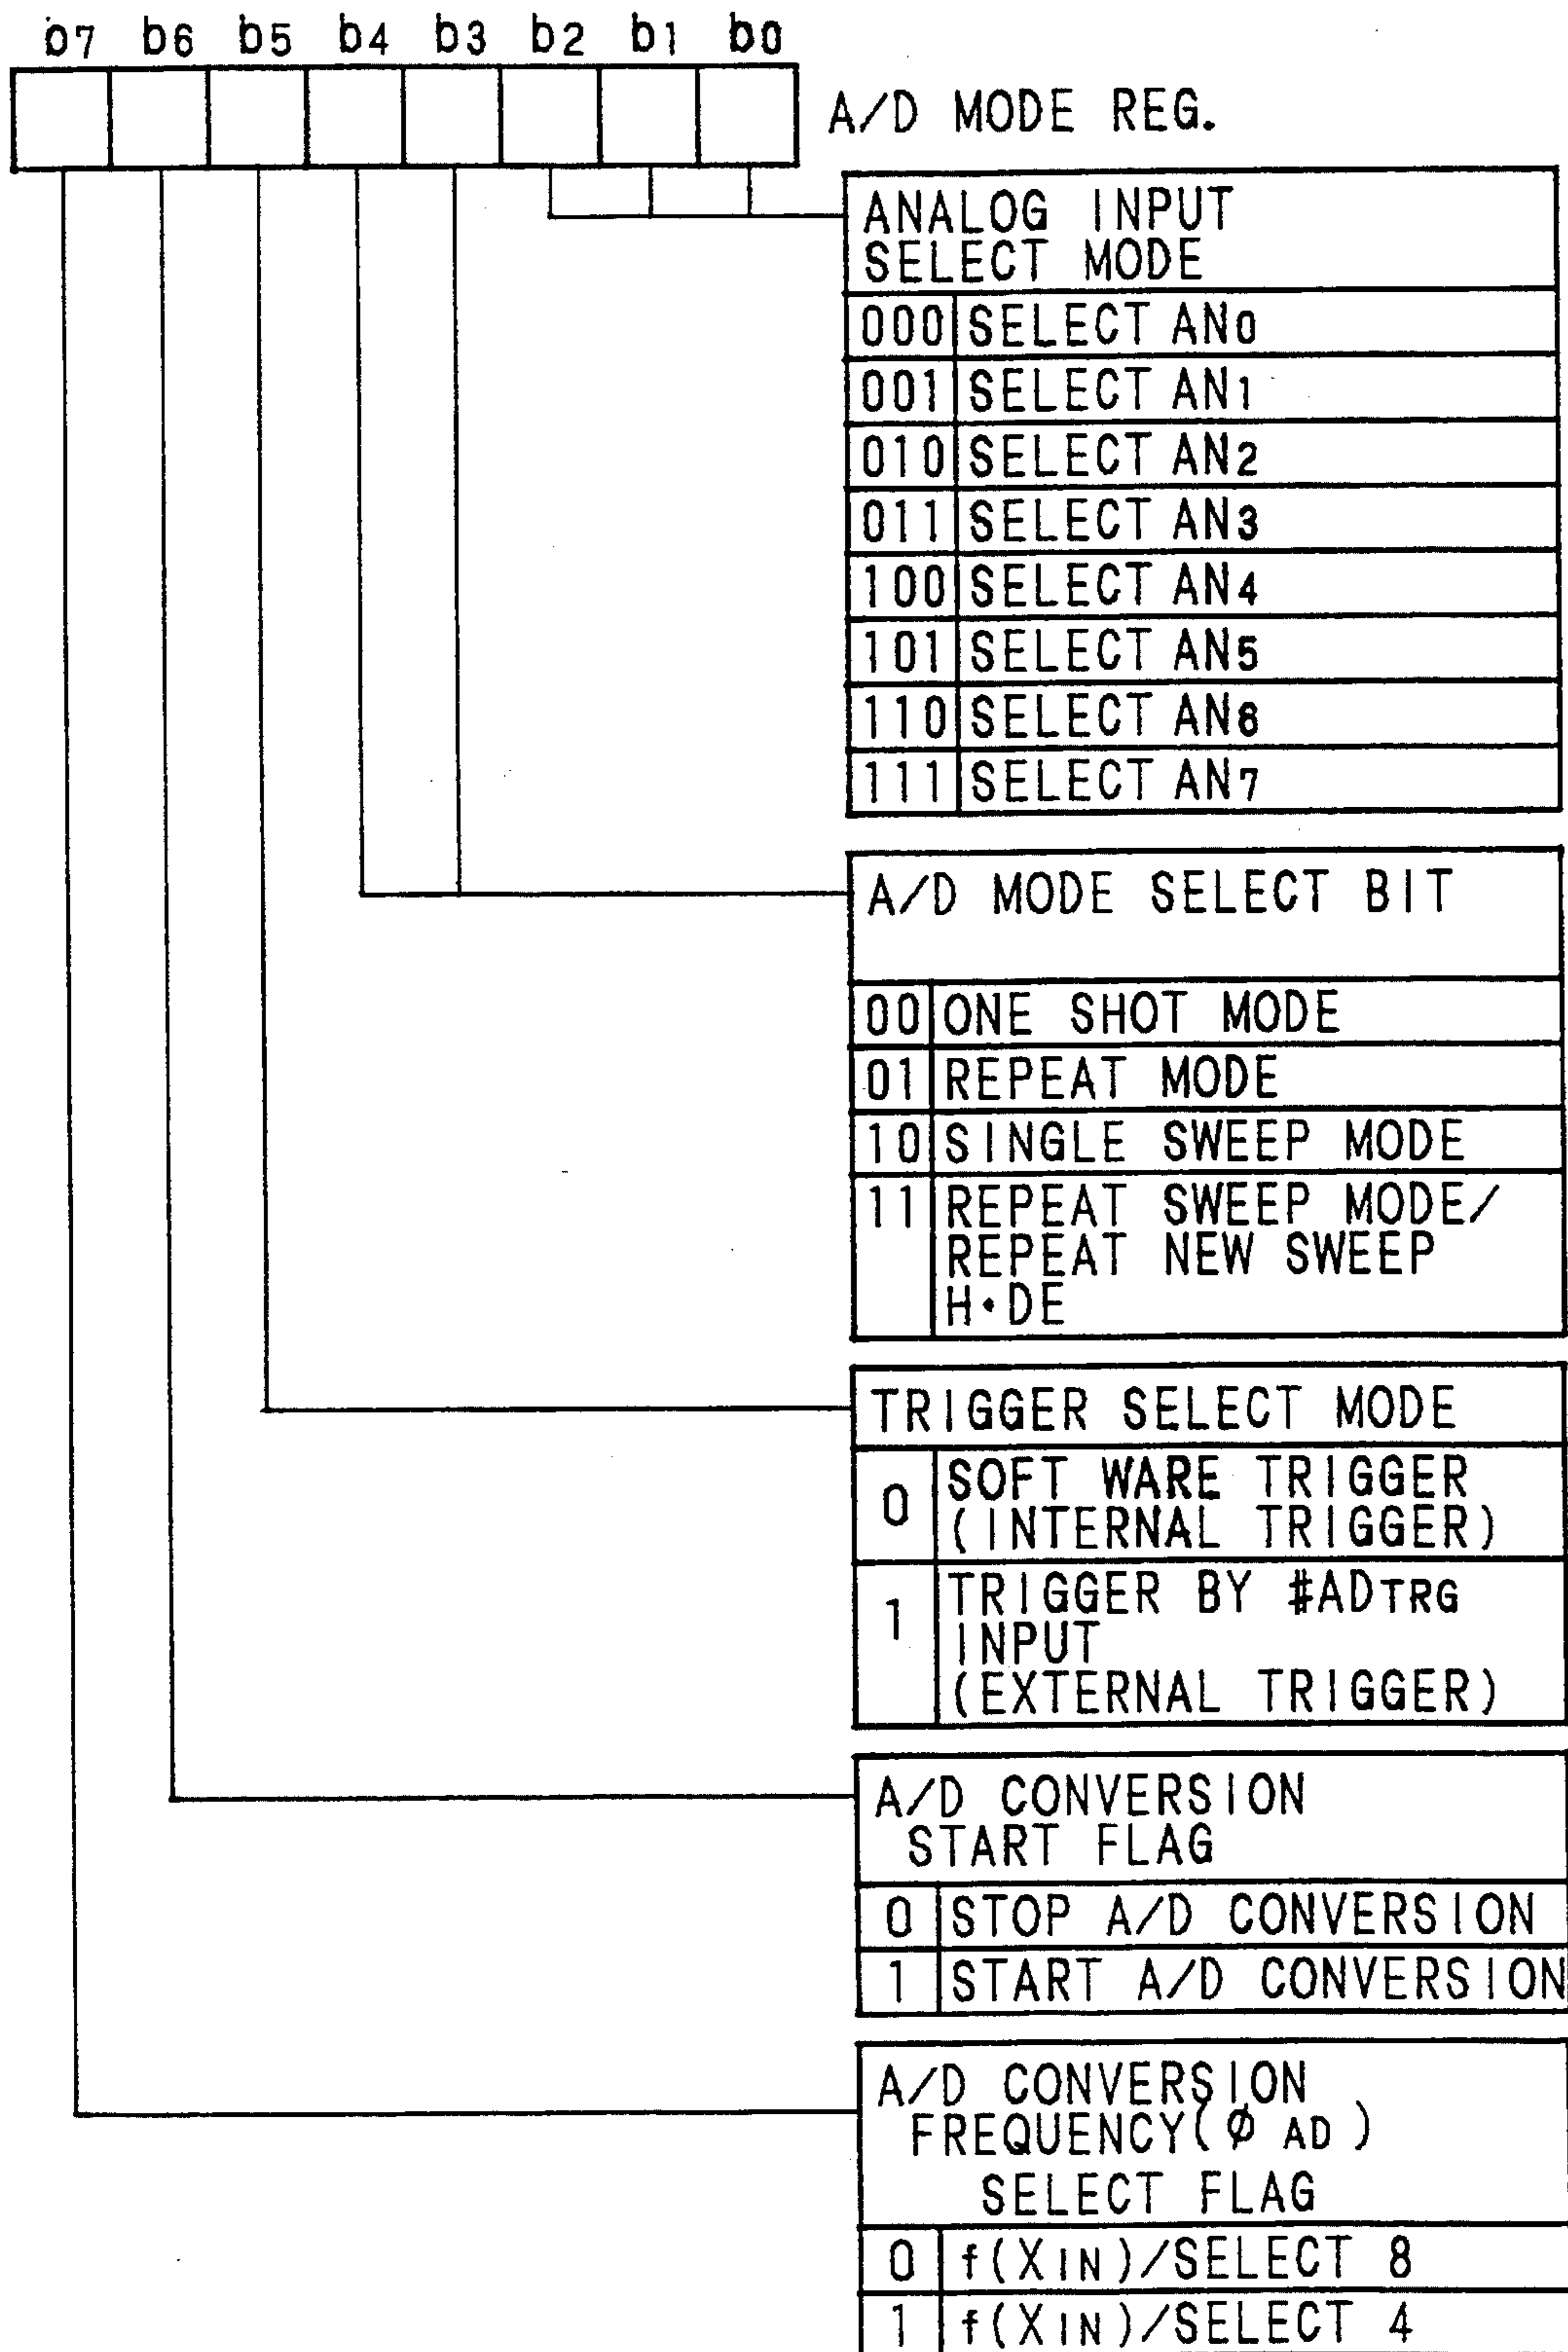 b7 b6 b5 b4 b3 b2 b1 b0
A/D MODE REG.
ANALOG INPUT
SELECT MODE
000 SELECT AN0
001 SELECT AN1
010 SELECT AN2
011 SELECT AN3
100 SELECT AN4
101 SELECT AN5
110 SELECT AN6
111 SELECT AN7
A/D MODE SELECT BIT
00 ONE SHOT MODE
01 REPEAT MODE
10 SINGLE SWEEP MODE
11 REPEAT SWEEP MODE/
REPEAT NEW SWEEP
H•DE
TRIGGER SELECT MODE
0 SOFT WARE TRIGGER
(INTERNAL TRIGGER)
1 TRIGGER BY #ADTRG
INPUT
(EXTERNAL TRIGGER)
A/D CONVERSION
START FLAG
0 STOP A/D CONVERSION
1 START A/D CONVERSION
A/D CONVERSION
FREQUENCY(Ø AD)
SELECT FLAG
0 f(XIN)/SELECT 8
1 f(XIN)/SELECT 4